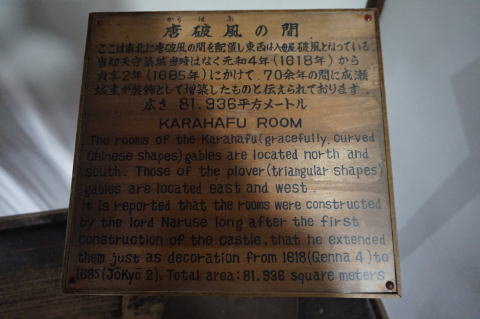 からはふ
唐破風の間
ここは南北に唐破風の間を配置し東西は入母屋破風となっている
当初天守築城当時はなく元和4年(1618年)から
貞享2年(1685年)にかけて、70余年の間に成瀬
城主が装飾として増築したものと伝えられております.
広さ 81.936平方メートル
KARAHAFU ROOM
The rooms of the Karahafu(gracefully, curved
Chinese shapes)gables are located north and
south. Those of the plover(triangular shapes)
gables are located east and west.
It is reported that the rooms were constructed
by the lord Naruse long after the first
construction of the castle, that he extended
them just as decoration from 1618(Genna 4)to
1685(Jōkyō 2). Total area: 81.936 square meters